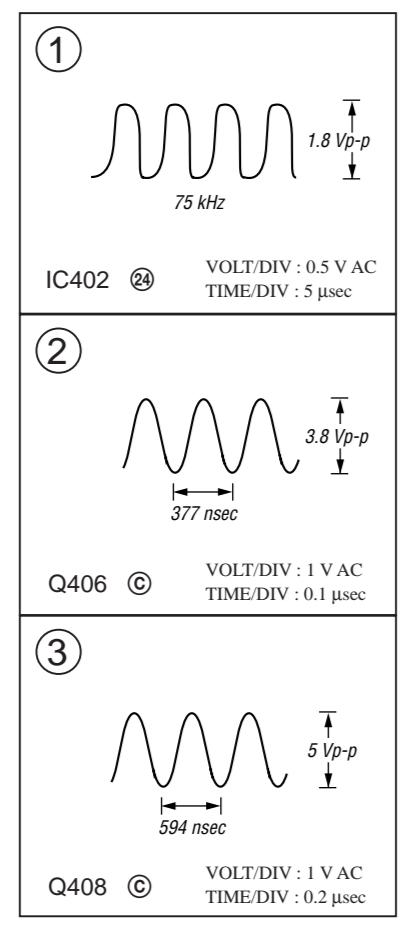 ①
1.8 Vp-p
75 kHz
IC402 ㉔
VOLT/DIV : 0.5 V AC
TIME/DIV : 5 µsec
②
3.8 Vp-p
377 nsec
Q406 Ⓒ
VOLT/DIV : 1 V AC
TIME/DIV : 0.1 µsec
③
5 Vp-p
594 nsec
Q408 Ⓒ
VOLT/DIV : 1 V AC
TIME/DIV : 0.2 µsec